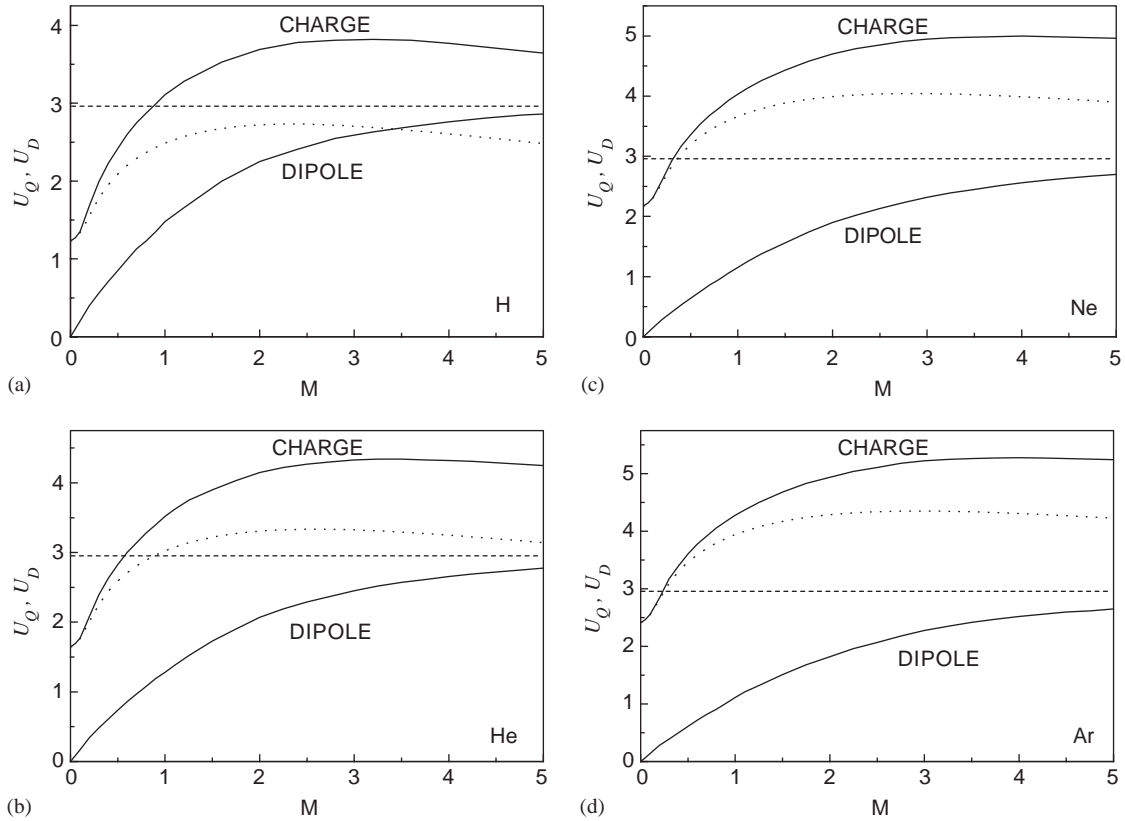 4
3
2
1
0
U_Q, U_D
CHARGE
DIPOLE
H
0 1 2 3 4 5
M
(a)
5
4
3
2
1
0
U_Q, U_D
CHARGE
DIPOLE
Ne
0 1 2 3 4 5
M
(c)
4
3
2
1
0
U_Q, U_D
CHARGE
DIPOLE
He
0 1 2 3 4 5
M
(b)
5
4
3
2
1
0
U_Q, U_D
CHARGE
DIPOLE
Ar
0 1 2 3 4 5
M
(d)